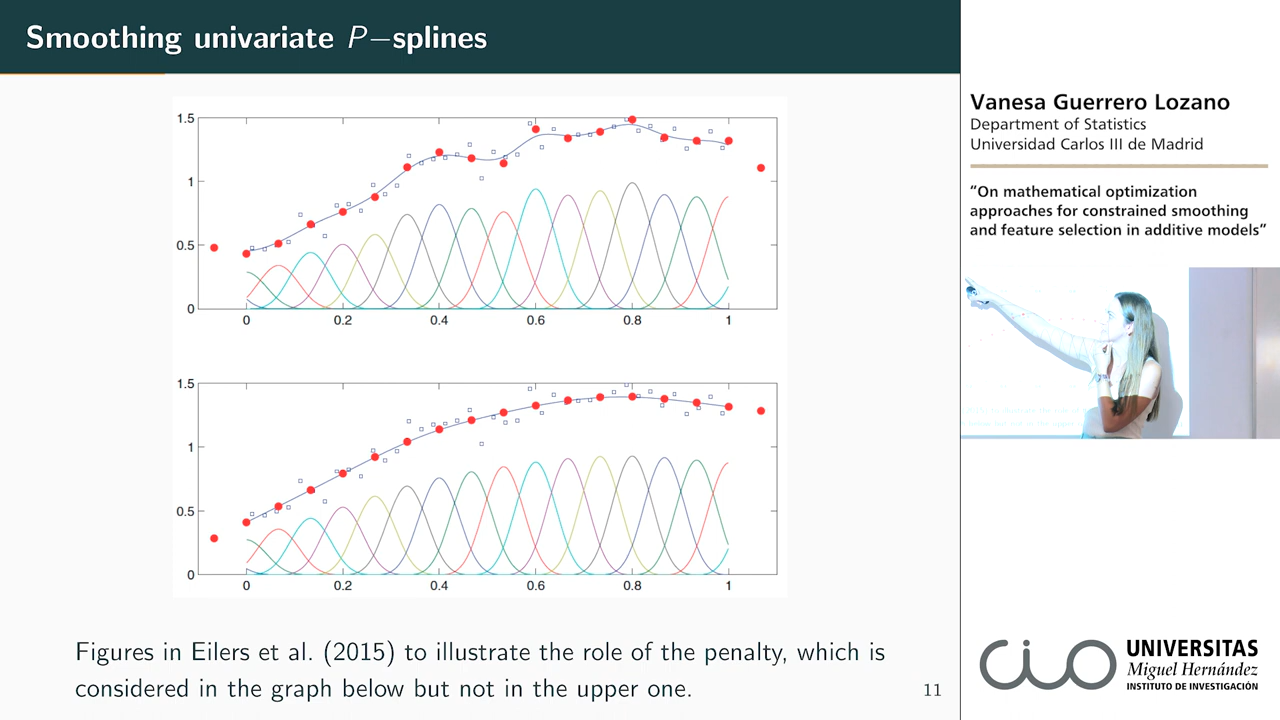 Smoothing univariate P−splines
1.5
1
0.5
0
0
0.2
0.4
0.6
0.8
1
1.5
1
0.5
0
0
0.2
0.4
0.6
0.8
1
Figures in Eilers et al. (2015) to illustrate the role of the penalty, which is
considered in the graph below but not in the upper one.
11
Vanesa Guerrero Lozano
Department of Statistics
Universidad Carlos III de Madrid
“On mathematical optimization
approaches for constrained smoothing
and feature selection in additive models”
cio
UNIVERSITAS
Miguel Hernández
INSTITUTO DE INVESTIGACIÓN